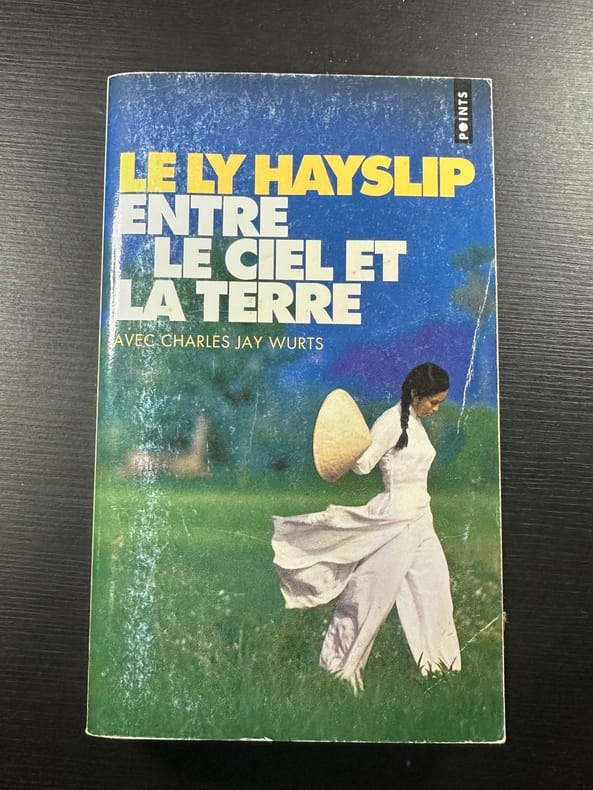 POINTS
LE LY HAYSLIP
ENTRE
LE CIEL ET
LA TERRE
AVEC CHARLES JAY WURTS